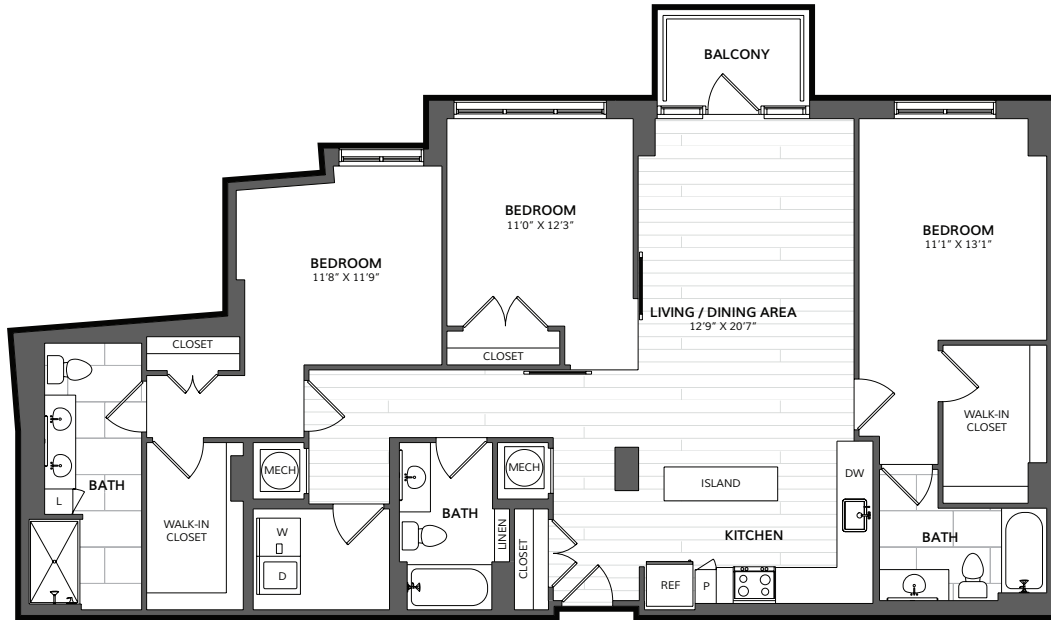 BALCONY
BEDROOM
11'0" X 12'3"
BEDROOM
11'1" X 13'1"
BEDROOM
11'8" X 11'9"
LIVING / DINING AREA
12'9" X 20'7"
CLOSET
CLOSET
WALK-IN
CLOSET
MECH
MECH
DW
ISLAND
BATH
L
WALK-IN
CLOSET
W
D
BATH
LINEN
CLOSET
KITCHEN
REF
P
BATH